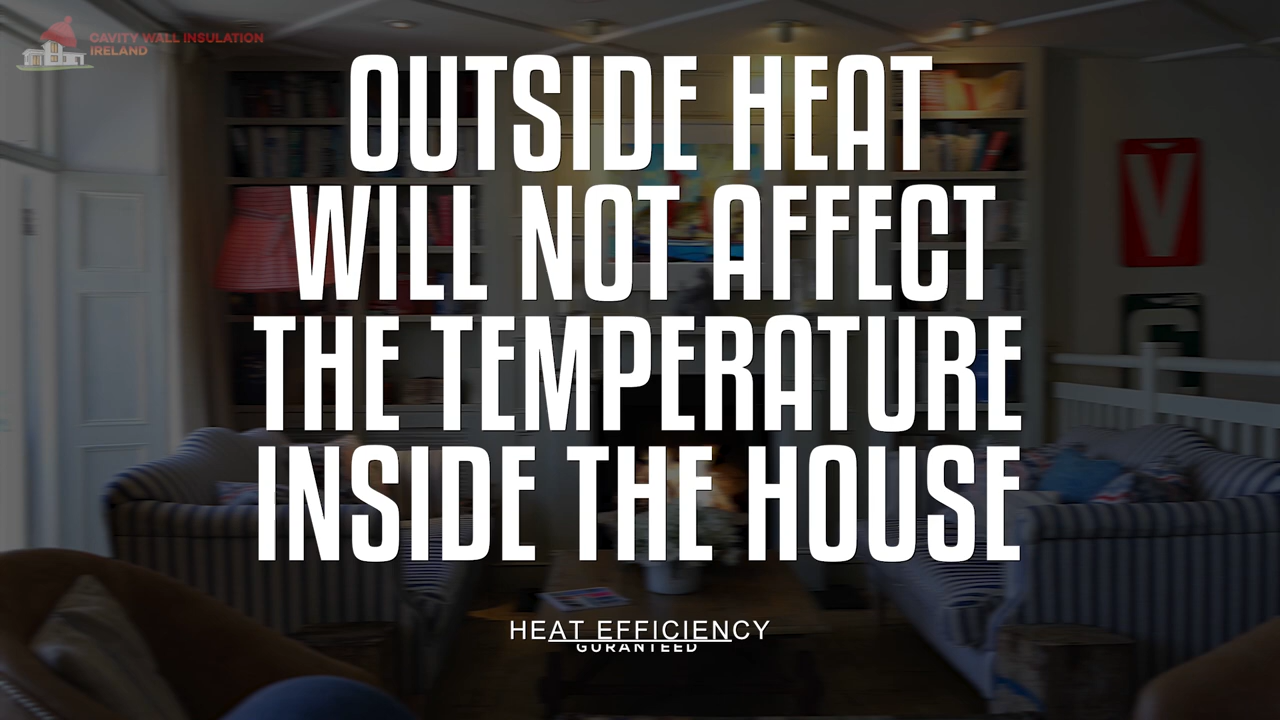 CAVITY WALL INSULATION
IRELAND
OUTSIDE HEAT
WILL NOT AFFECT
THE TEMPERATURE
INSIDE THE HOUSE
V
HEAT EFFICIENCY
GURANTEED